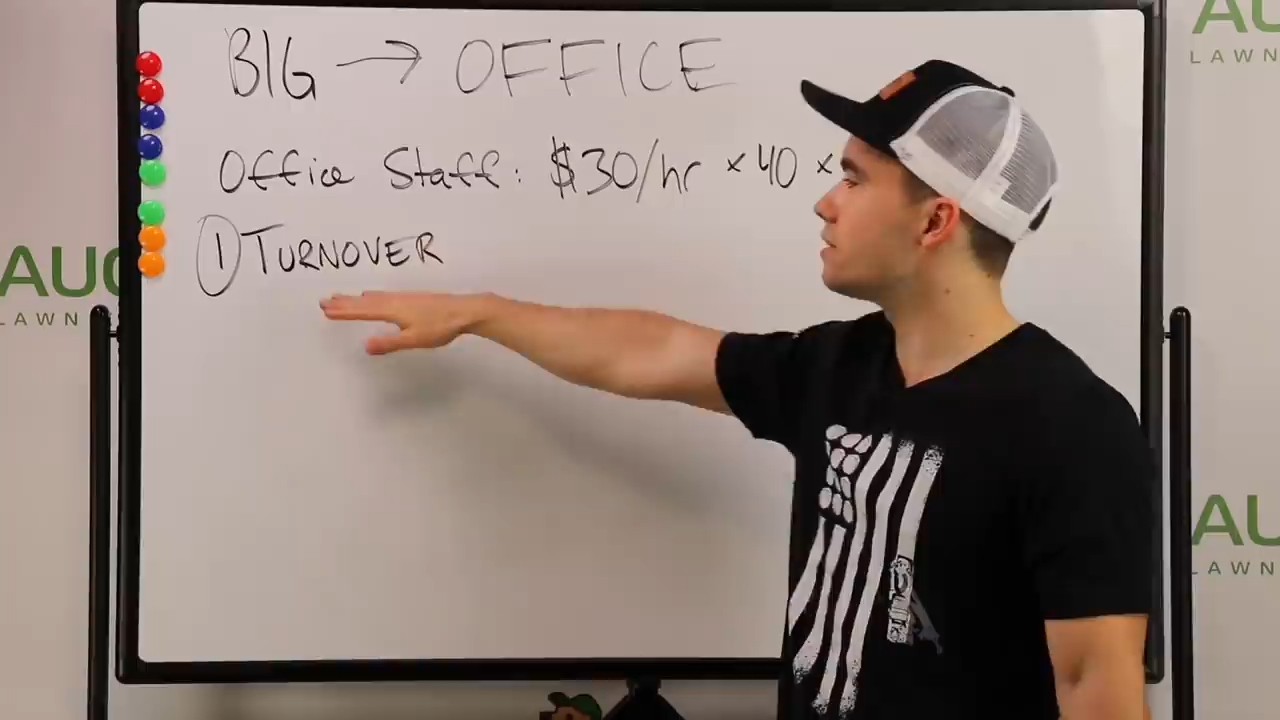 BIG → OFFICE
Office Staff: $30/hr × 40 ×
① TURNOVER
AU
LAWN
AU
LAWN
AU
LAWN